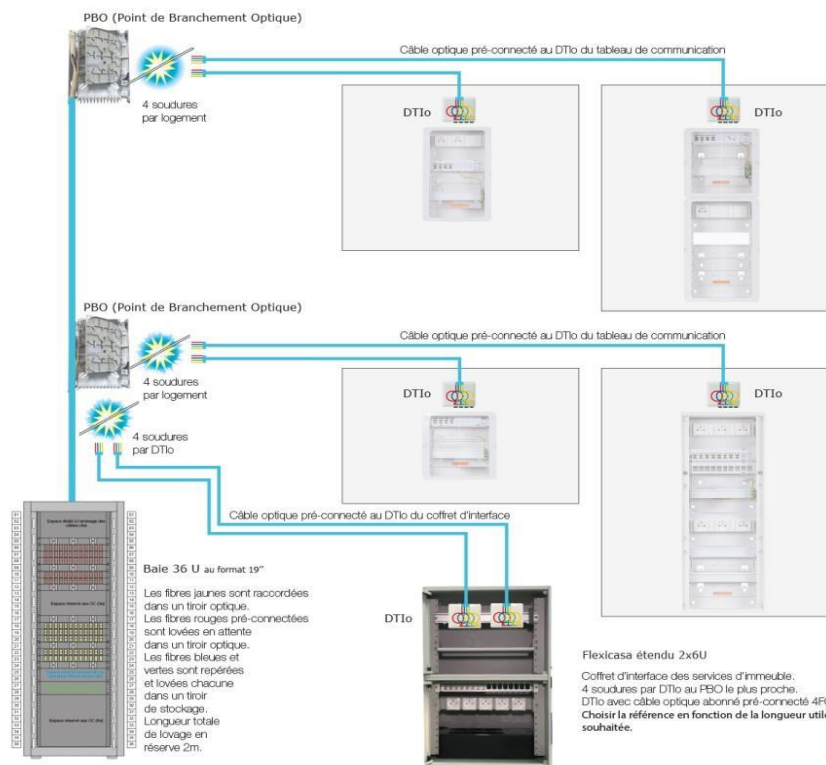 PBO (Point de Branchement Optique)
Câble optique pré-connecté au DTIo du tableau de communication
4 soudures
par logement
DTIo
DTIo
PBO (Point de Branchement Optique)
Câble optique pré-connecté au DTIo du tableau de communication
4 soudures
par logement
DTIo
DTIo
4 soudures
par DTIo
Câble optique pré-connecté au DTIo du coffret d'interface
Baie 36 U au format 19"
Les fibres jaunes sont raccordées
dans un tiroir optique.
Les fibres rouges pré-connectées
sont lovées en attente
dans un tiroir optique.
Les fibres bleues et
vertes sont repérées
et lovées chacune
dans un tiroir
de stockage.
Longueur totale
de lovage en
réserve 2m.
DTIo
Flexicasa étendu 2x6U
Coffret d'interface des services d'immeuble.
4 soudures par DTIo au PBO le plus proche.
DTIo avec câble optique abonné pré-connecté 4FO
Choisir la référence en fonction de la longueur utile
souhaitée.